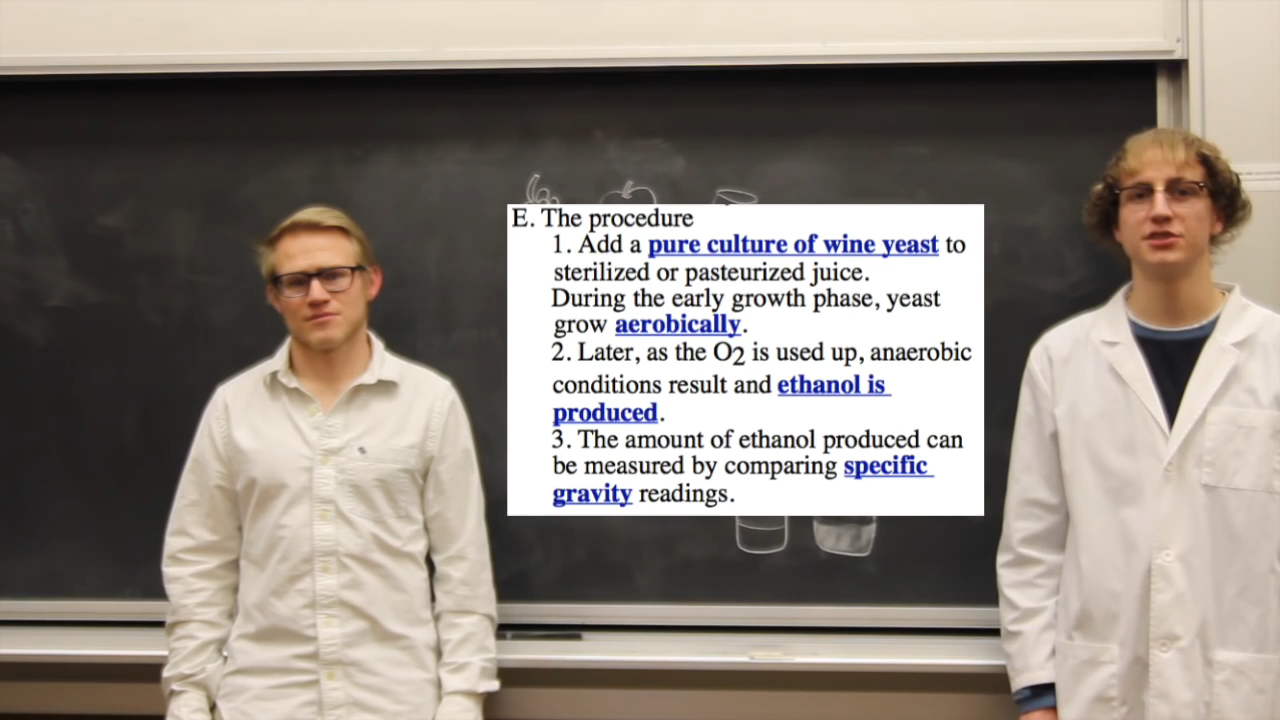 E. The procedure
1. Add a pure culture of wine yeast to
sterilized or pasteurized juice.
During the early growth phase, yeast
grow aerobically.
2. Later, as the O2 is used up, anaerobic
conditions result and ethanol is
produced.
3. The amount of ethanol produced can
be measured by comparing specific
gravity readings.